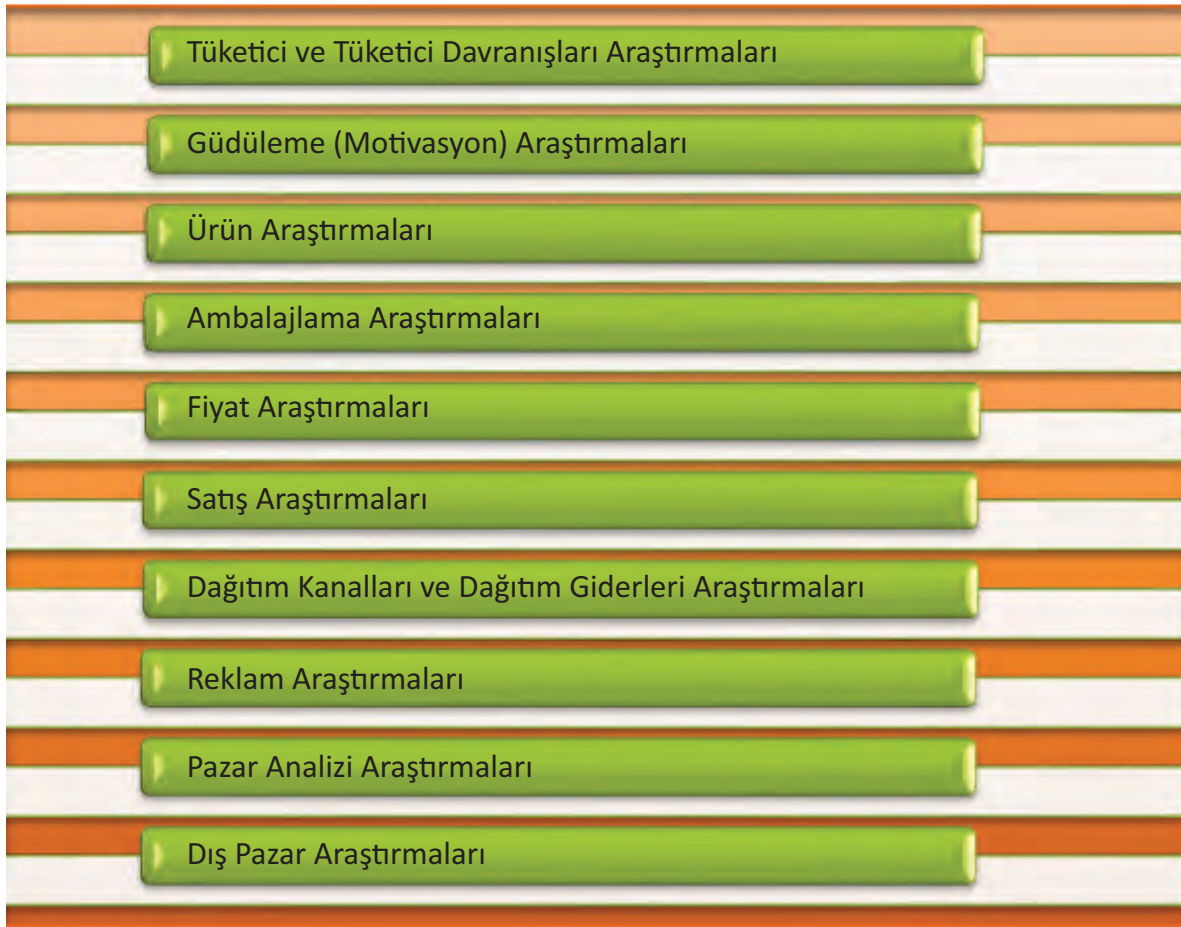 Tüketici ve Tüketici Davranışları Araştırmaları
Güdüleme (Motivasyon) Araştırmaları
Ürün Araştırmaları
Ambalajlama Araştırmaları
Fiyat Araştırmaları
Satış Araştırmaları
Dağıtım Kanalları ve Dağıtım Giderleri Araştırmaları
Reklam Araştırmaları
Pazar Analizi Araştırmaları
Dış Pazar Araştırmaları